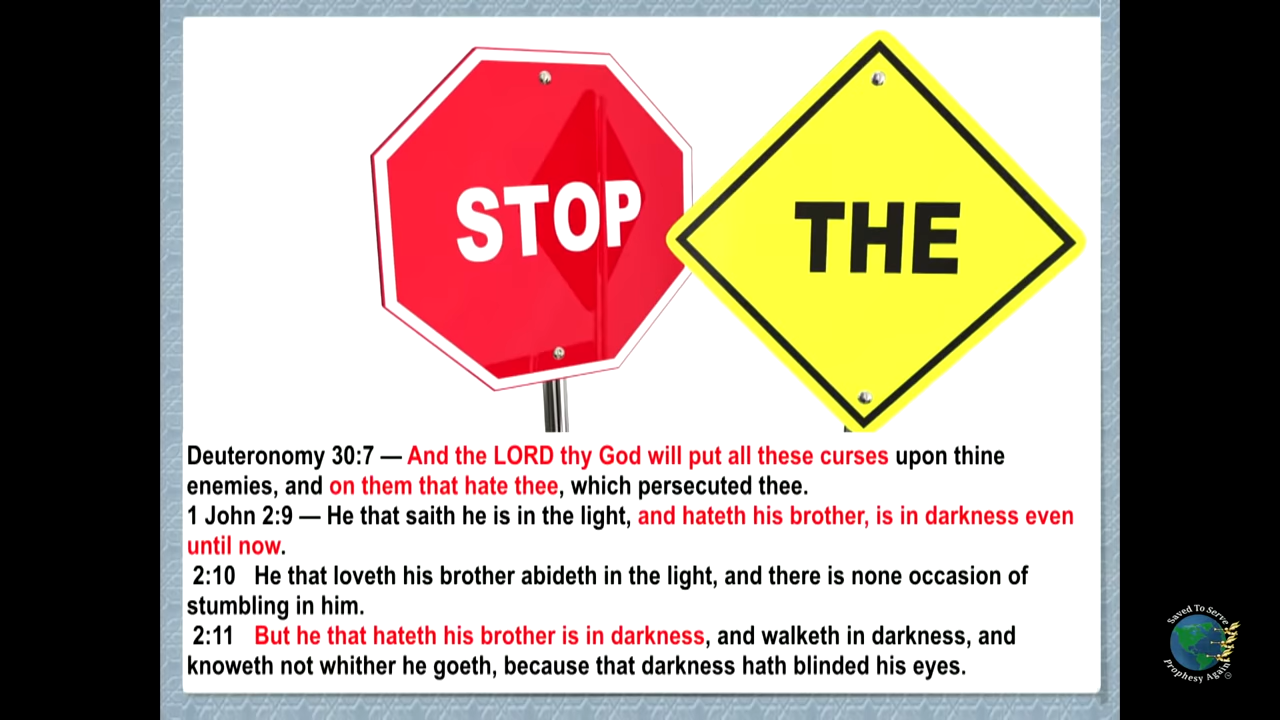 STOP
THE
Deuteronomy 30:7 — And the LORD thy God will put all these curses upon thine
enemies, and on them that hate thee, which persecuted thee.
1 John 2:9 — He that saith he is in the light, and hateth his brother, is in darkness even
until now.
2:10 He that loveth his brother abideth in the light, and there is none occasion of
stumbling in him.
2:11 But he that hateth his brother is in darkness, and walketh in darkness, and
knoweth not whither he goeth, because that darkness hath blinded his eyes.
Saved To Serve
Prophesy Again